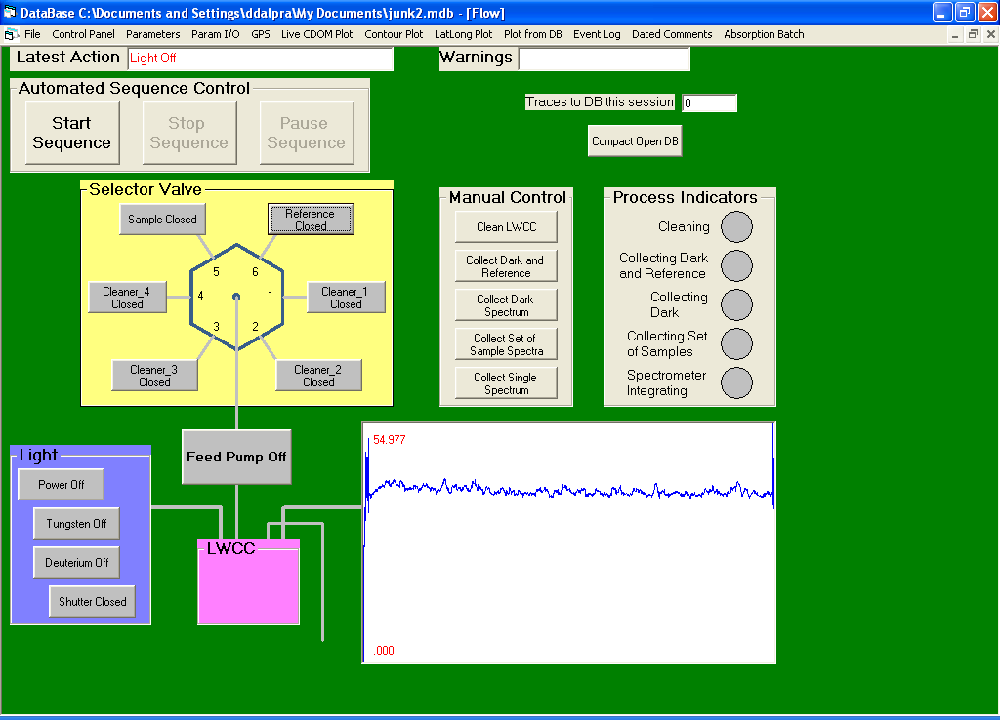 DataBase C:\Documents and Settings\ddalpra\My Documents\junk2.mdb - [Flow]
File Control Panel Parameters Param I/O GPS Live CDOM Plot Contour Plot LatLong Plot Plot from DB Event Log Dated Comments Absorption Batch
Latest Action Light Off
Warnings
Automated Sequence Control
Start
Sequence
Stop
Sequence
Pause
Sequence
Traces to DB this session 0
Compact Open DB
Selector Valve
Sample Closed
Reference
Closed
5
6
Cleaner_4
Closed
4
1
Cleaner_1
Closed
3
2
Cleaner_3
Closed
Cleaner_2
Closed
Manual Control
Clean LWCC
Collect Dark and
Reference
Collect Dark
Spectrum
Collect Set of
Sample Spectra
Collect Single
Spectrum
Process Indicators
Cleaning
Collecting Dark
and Reference
Collecting
Dark
Collecting Set
of Samples
Spectrometer
Integrating
Feed Pump Off
Light
Power Off
Tungsten Off
Deuterium Off
Shutter Closed
LWCC
54.977
.000